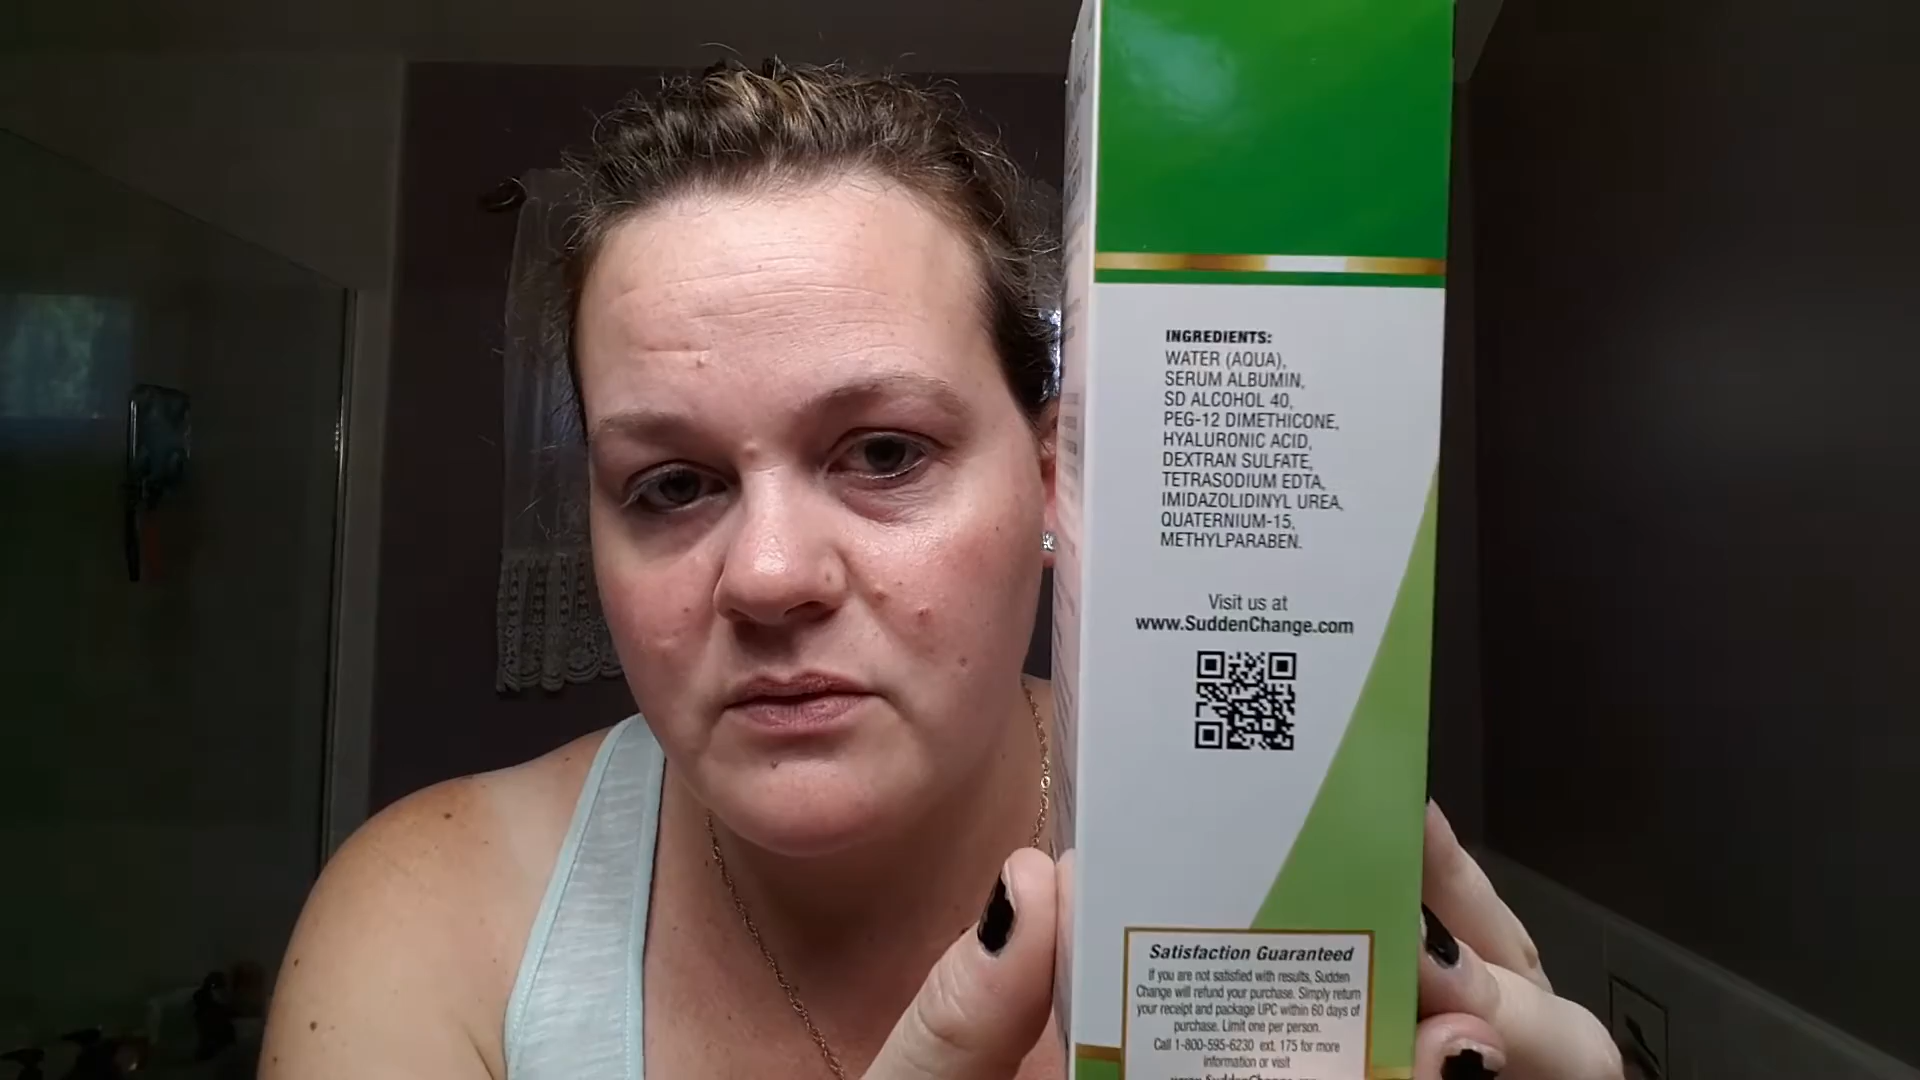 INGREDIENTS:
WATER (AQUA),
SERUM ALBUMIN,
SD ALCOHOL 40,
PEG-12 DIMETHICONE,
HYALURONIC ACID,
DEXTRAN SULFATE,
TETRASODIUM EDTA,
IMIDAZOLIDINYL UREA,
QUATERNIUM-15,
METHYLPARABEN.
Visit us at
www.SuddenChange.com
Satisfaction Guaranteed
If you are not satisfied with results, Sudden
Change will refund your purchase. Simply return
your receipt and package UPC within 60 days of
purchase. Limit one per person.
Call 1-800-595-6230 ext. 175 for more
information or visit